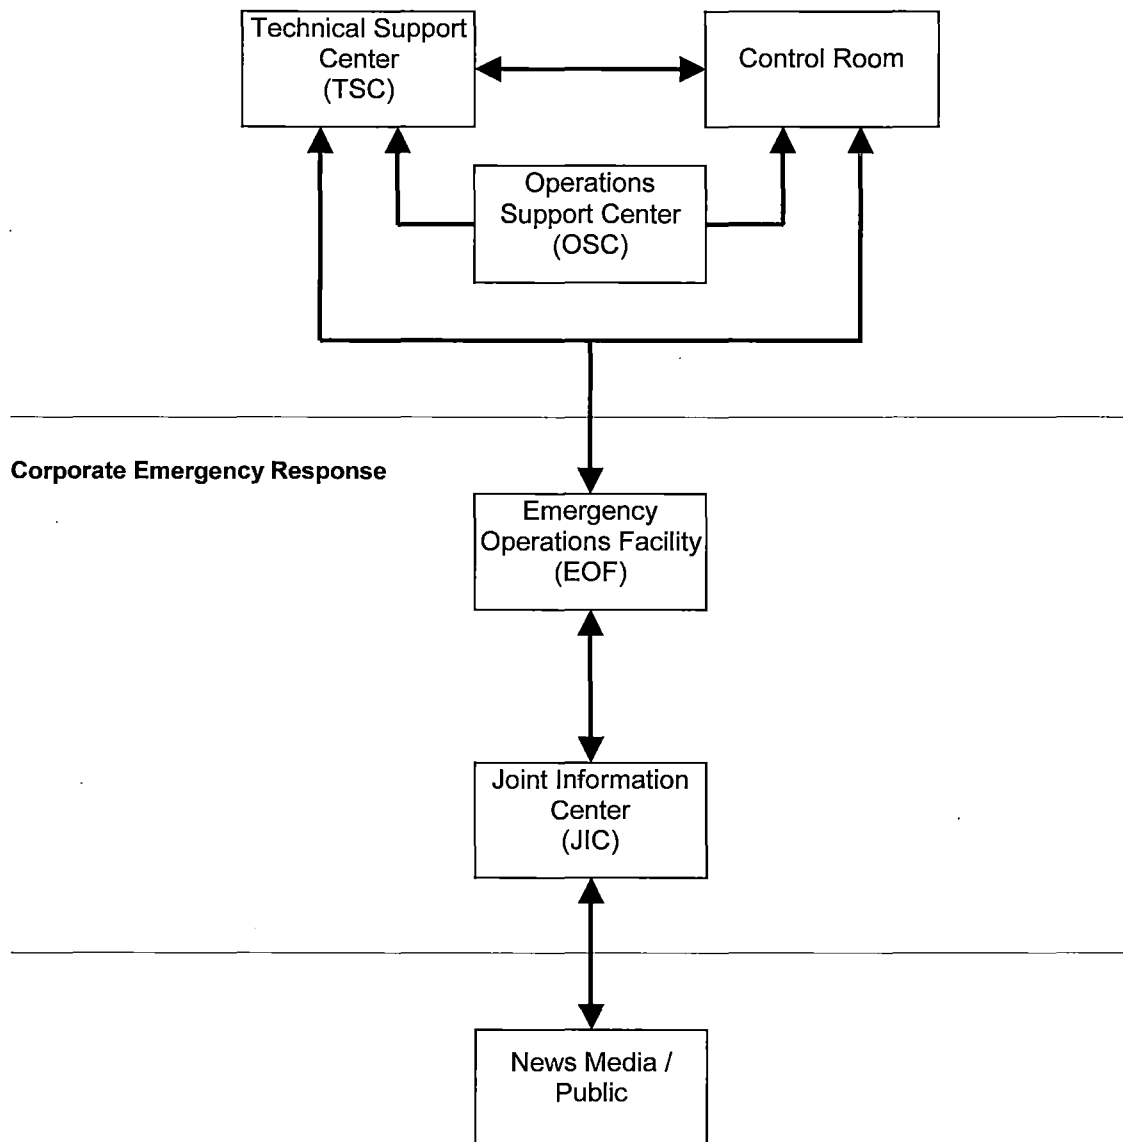 Technical Support
Center
(TSC)
Control Room
Operations
Support Center
(OSC)
Corporate Emergency Response
Emergency
Operations Facility
(EOF)
Joint Information
Center
(JIC)
News Media /
Public